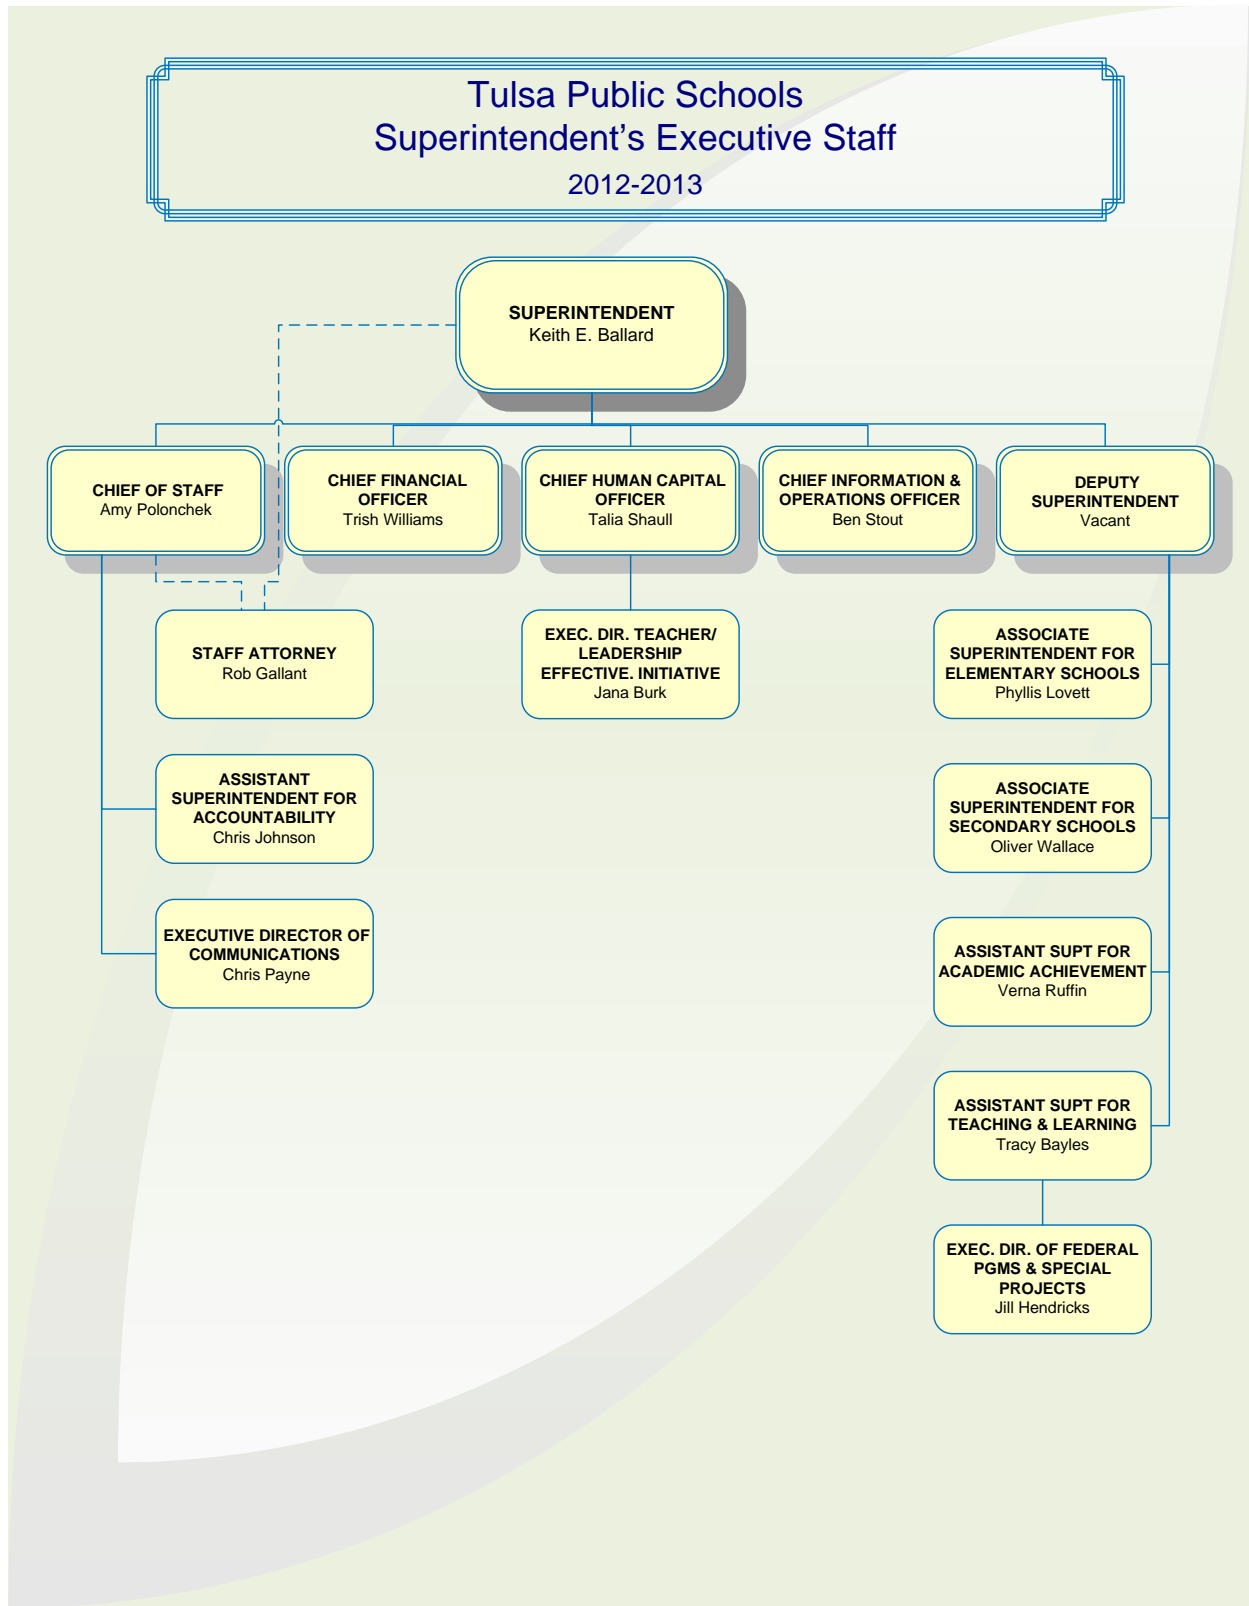 Tulsa Public Schools
Superintendent’s Executive Staff
2012-2013
SUPERINTENDENT
Keith E. Ballard
CHIEF OF STAFF
Amy Polonchek
CHIEF FINANCIAL
OFFICER
Trish Williams
CHIEF HUMAN CAPITAL
OFFICER
Talia Shaull
CHIEF INFORMATION &
OPERATIONS OFFICER
Ben Stout
DEPUTY
SUPERINTENDENT
Vacant
STAFF ATTORNEY
Rob Gallant
EXEC. DIR. TEACHER/
LEADERSHIP
EFFECTIVE. INITIATIVE
Jana Burk
ASSOCIATE
SUPERINTENDENT FOR
ELEMENTARY SCHOOLS
Phyllis Lovett
ASSISTANT
SUPERINTENDENT FOR
ACCOUNTABILITY
Chris Johnson
ASSOCIATE
SUPERINTENDENT FOR
SECONDARY SCHOOLS
Oliver Wallace
EXECUTIVE DIRECTOR OF
COMMUNICATIONS
Chris Payne
ASSISTANT SUPT FOR
ACADEMIC ACHIEVEMENT
Verna Ruffin
ASSISTANT SUPT FOR
TEACHING & LEARNING
Tracy Bayles
EXEC. DIR. OF FEDERAL
PGMS & SPECIAL
PROJECTS
Jill Hendricks